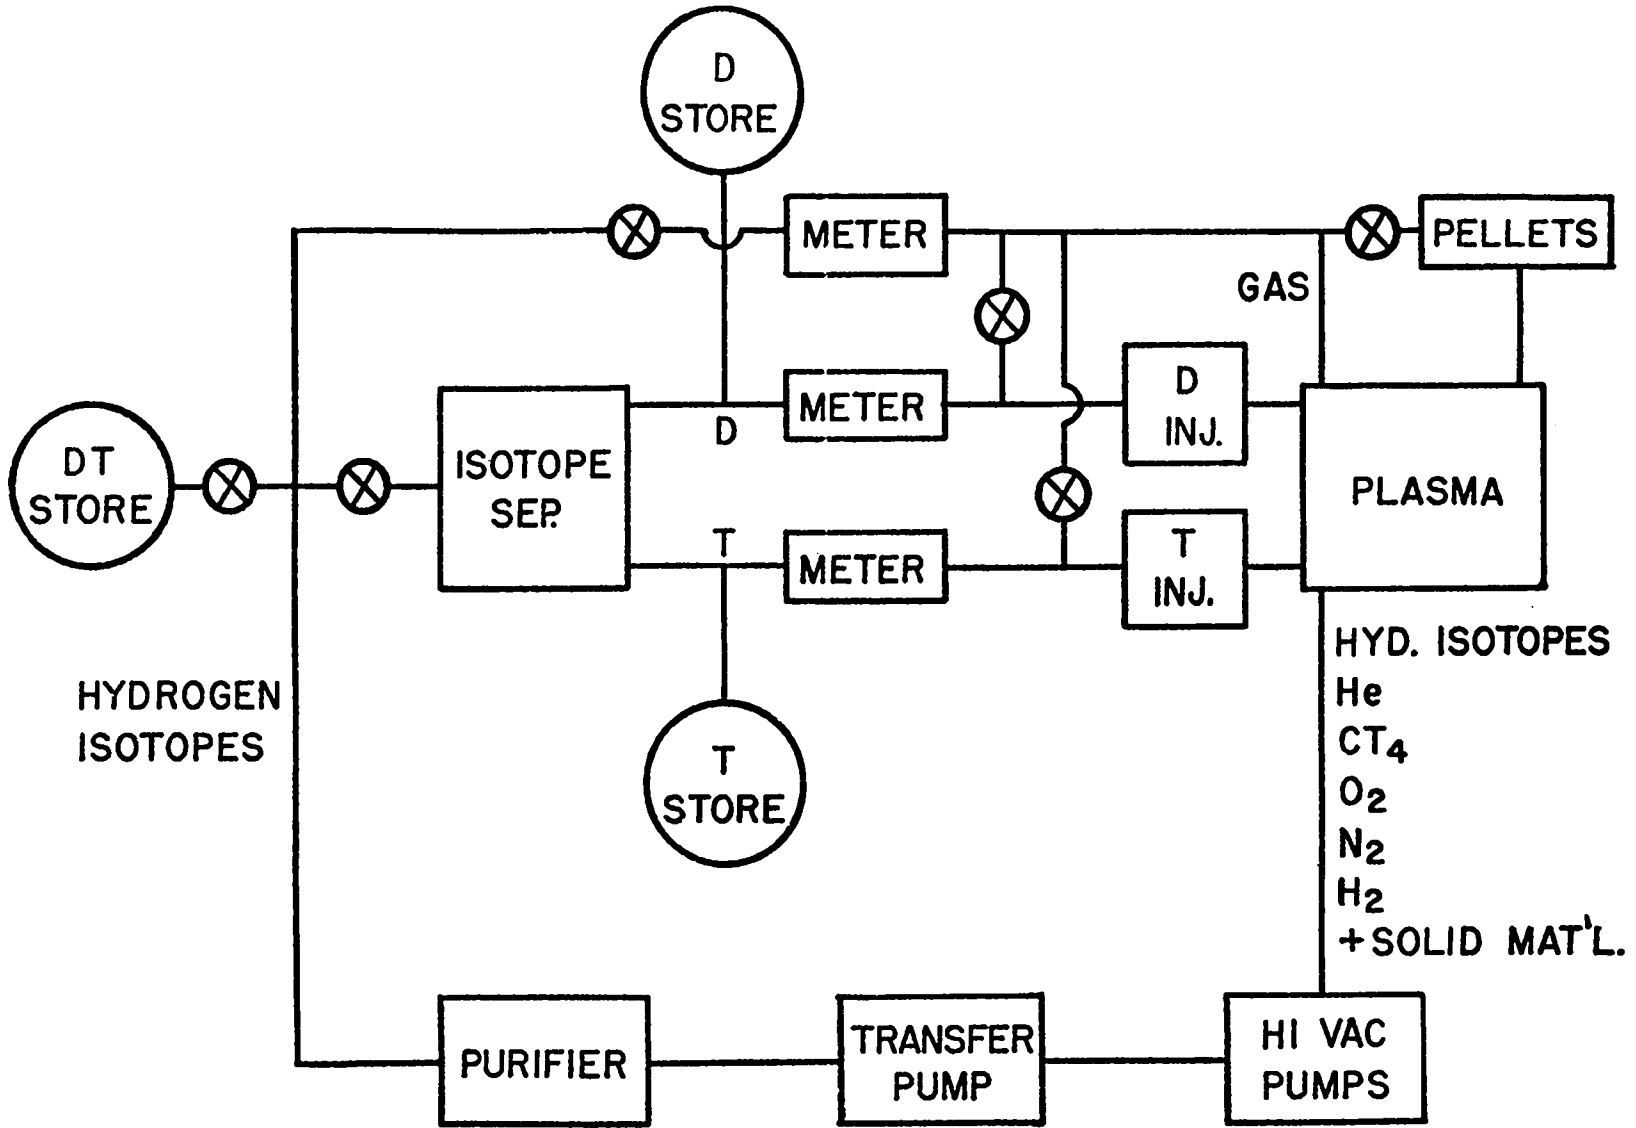 D
STORE
METER
PELLETS
GAS
D
INJ.
METER
D
DT
STORE
ISOTOPE
SEP.
PLASMA
T
METER
T
INJ.
HYDROGEN
ISOTOPES
T
STORE
HYD. ISOTOPES
He
CT4
O2
N2
H2
+SOLID MAT'L.
PURIFIER
TRANSFER
PUMP
HI VAC
PUMPS